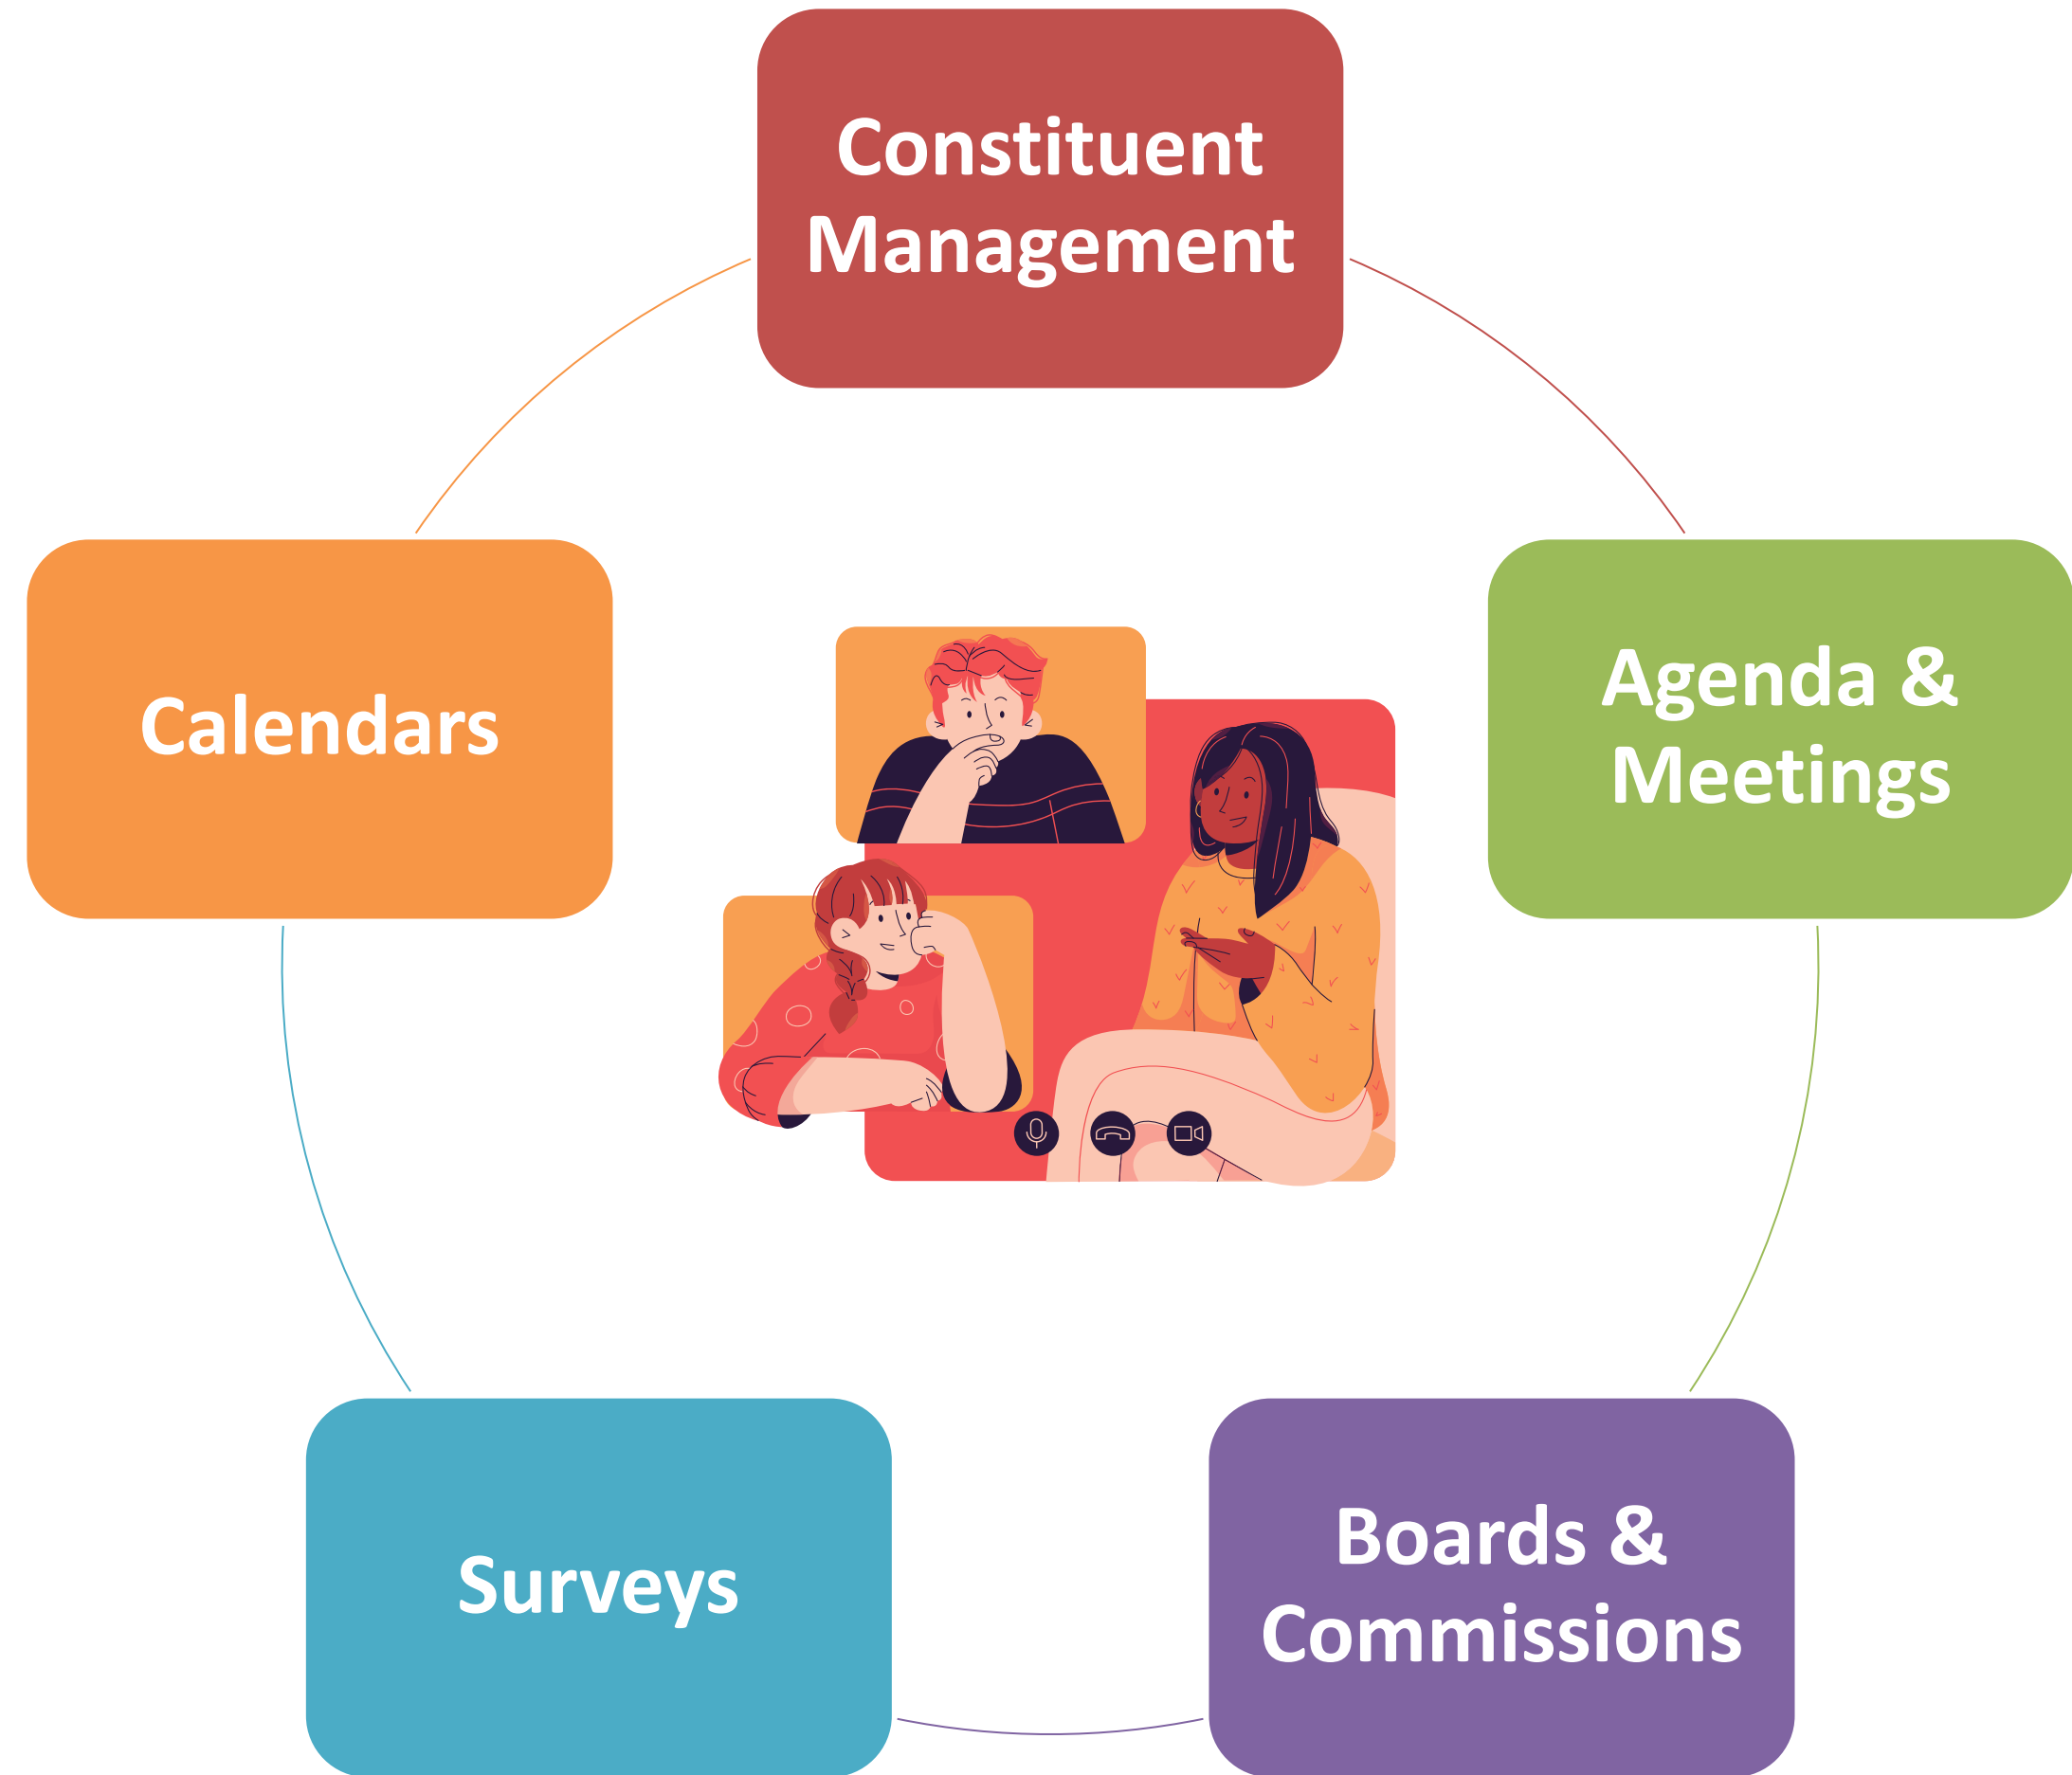 Constituent
Management
Agenda &
Meetings
Boards &
Commissions
Surveys
Calendars